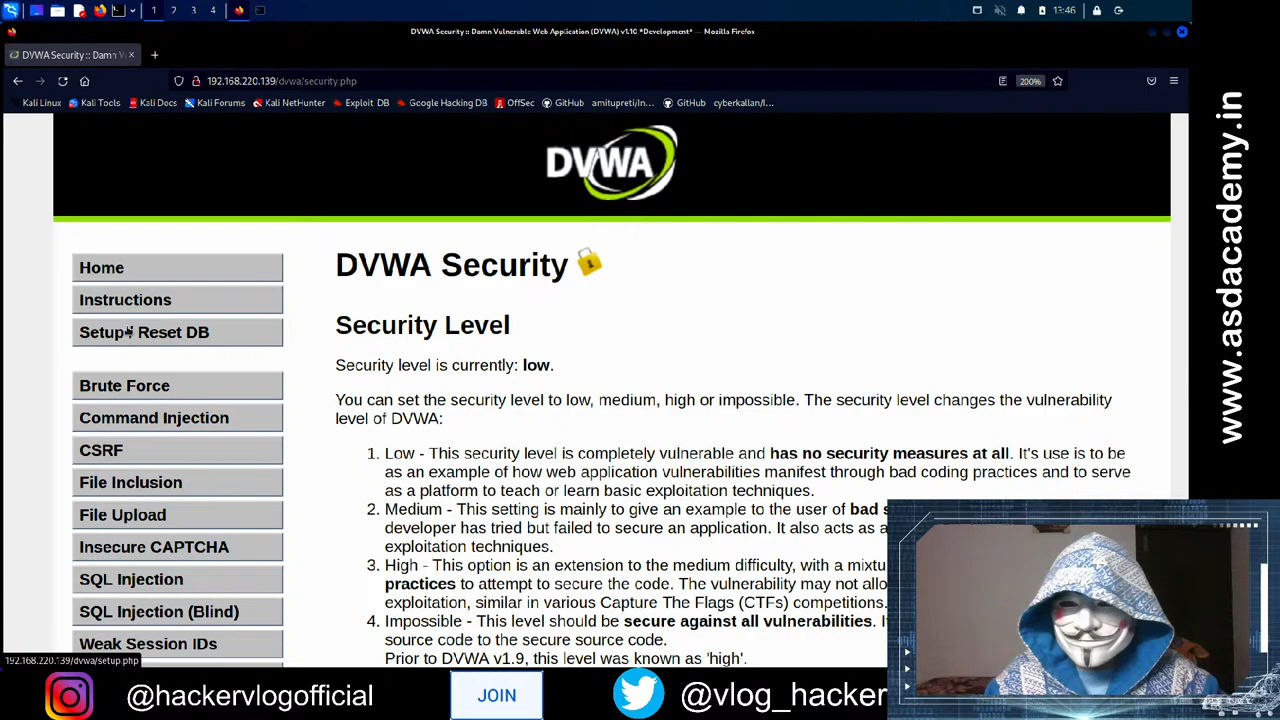 1
2
3
4
13:46
DVWA Security :: Damn Vulnerable Web Application (DVWA) v1.10 *Development* — Mozilla Firefox
DVWA Security :: Damn V
192.168.220.139/dvwa/security.php
200%
Kali Linux
Kali Tools
Kali Docs
Kali Forums
Kali NetHunter
Exploit DB
Google Hacking DB
OffSec
GitHub
amitupreti/In...
GitHub
cyberkallan/I...
DVWA
Home
Instructions
Setup / Reset DB
Brute Force
Command Injection
CSRF
File Inclusion
File Upload
Insecure CAPTCHA
SQL Injection
SQL Injection (Blind)
Weak Session IDs
192.168.220.139/dvwa/setup.php
DVWA Security
Security Level
Security level is currently: low.
You can set the security level to low, medium, high or impossible. The security level changes the vulnerability
level of DVWA:
1. Low - This security level is completely vulnerable and has no security measures at all. It's use is to be
as an example of how web application vulnerabilities manifest through bad coding practices and to serve
as a platform to teach or learn basic exploitation techniques.
2. Medium - This setting is mainly to give an example to the user of bad s
developer has tried but failed to secure an application. It also acts as a
exploitation techniques.
3. High - This option is an extension to the medium difficulty, with a mixtu
practices to attempt to secure the code. The vulnerability may not allo
exploitation, similar in various Capture The Flags (CTFs) competitions.
4. Impossible - This level should be secure against all vulnerabilities. I
source code to the secure source code.
Prior to DVWA v1.9, this level was known as 'high'.
www.asdacademy.in
@hackervlogofficial
JOIN
@vlog_hacker